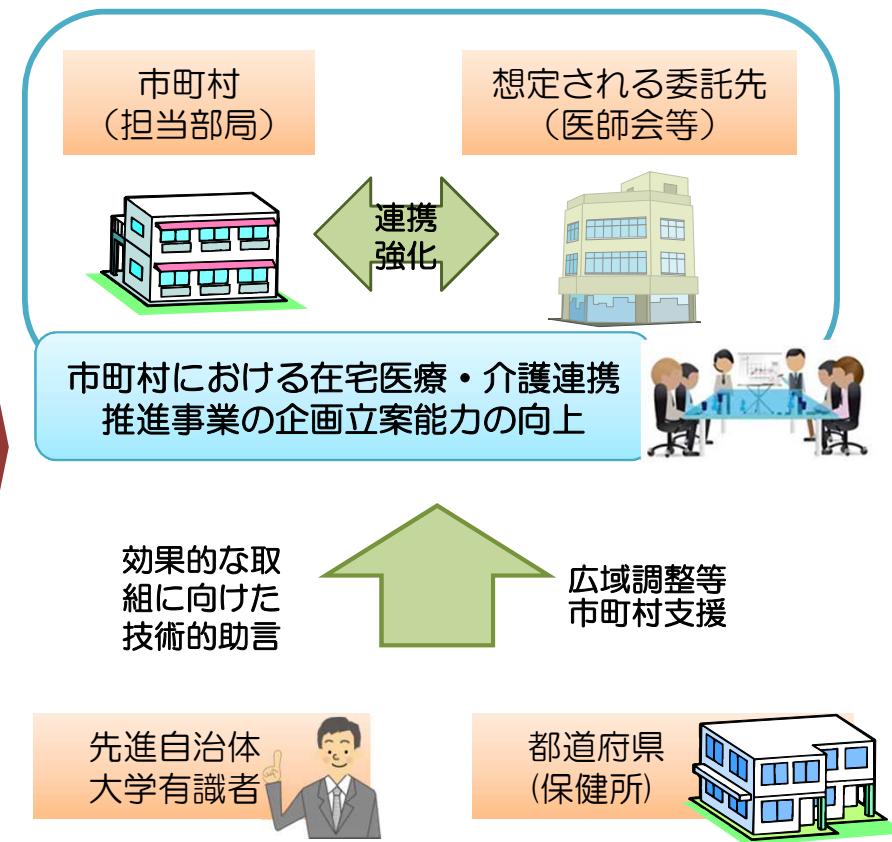 市町村
（担当部局）
想定される委託先
（医師会等）
連携
強化
市町村における在宅医療・介護連携
推進事業の企画立案能力の向上
効果的な取
組に向けた
技術的助言
広域調整等
市町村支援
先進自治体
大学有識者
都道府県
(保健所)